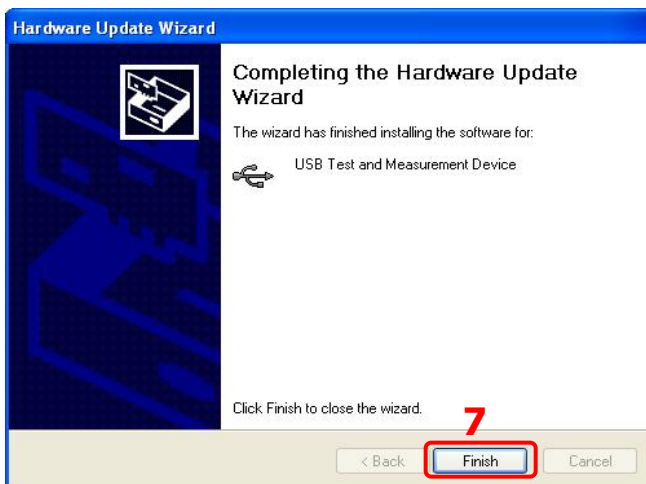 Hardware Update Wizard
Completing the Hardware Update
Wizard
The wizard has finished installing the software for:
USB Test and Measurement Device
Click Finish to close the wizard.
7
< Back
Finish
Cancel